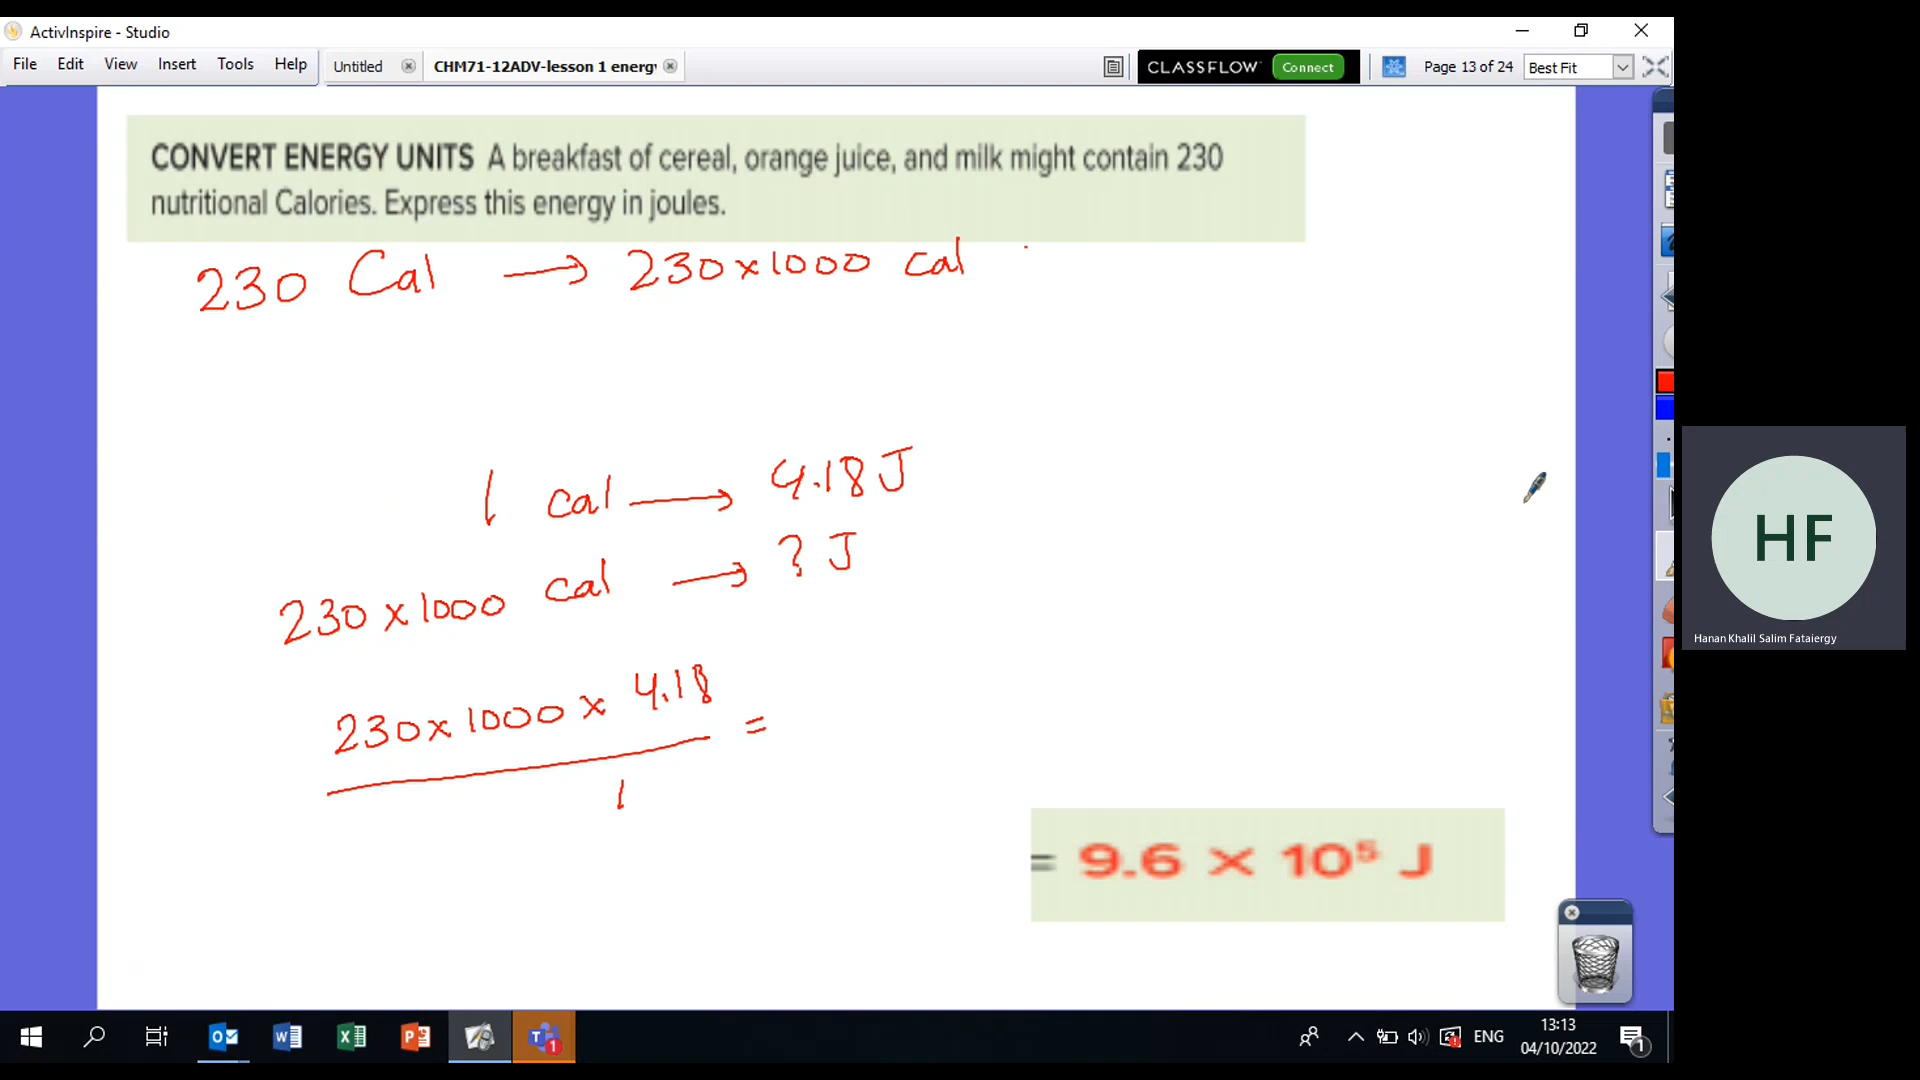 ActivInspire - Studio
File Edit View Insert Tools Help
Untitled
CHM71-12ADV-lesson 1 energy
CLASSFLOW Connect
Page 13 of 24
Best Fit
CONVERT ENERGY UNITS A breakfast of cereal, orange juice, and milk might contain 230
nutritional Calories. Express this energy in joules.
230 Cal → 230×1000 cal
1 cal → 4.18 J
230×1000 cal → ? J
230×1000 × 4.18 =
1
= 9.6 × 10⁵ J
HF
Hanan Khalil Salim Fataiergy
ENG
13:13
04/10/2022
1
1